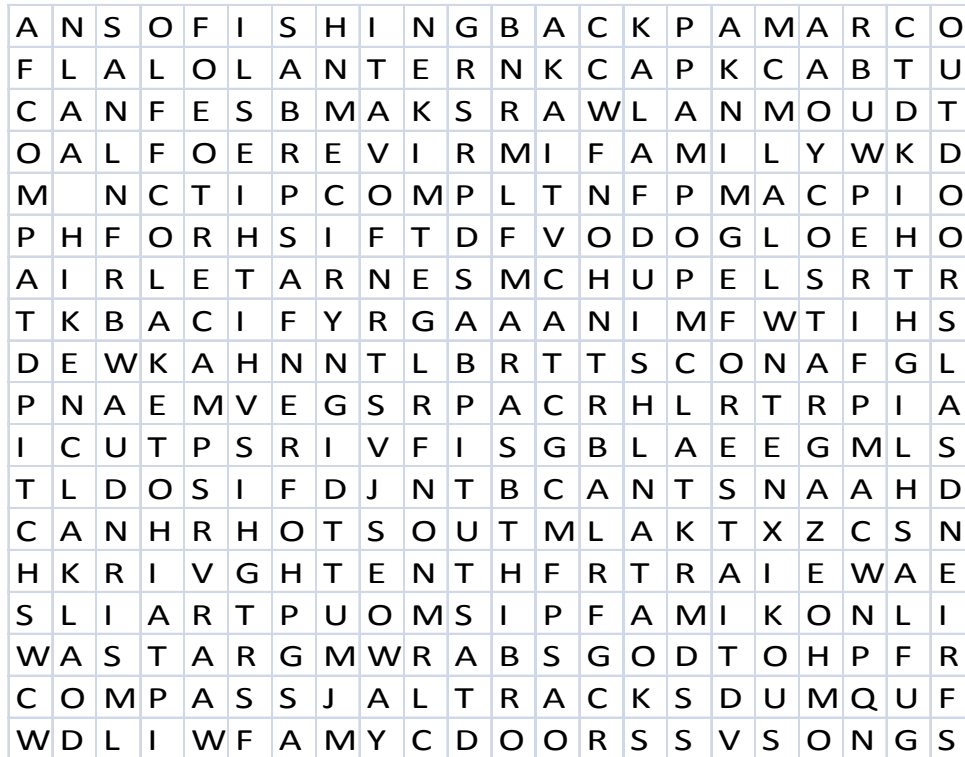 A N S O F I S H I N G B A C K P A M A R C O
F L A L O L A N T E R N K C A P K C A B T U
C A N F E S B M A K S R A W L A N M O U D T
O A L F O E R E V I R M I F A M I L Y W K D
M N C T I P C O M P L T N F P M A C P I O
P H F O R H S I F T D F V O D O G L O E H O
A I R L E T A R N E S M C H U P E L S R T R
T K B A C I F Y R G A A A N I M F W T I H S
D E W K A H N N T L B R T T S C O N A F G L
P N A E M V E G S R P A C R H L R T R P I A
I C U T P S R I V F I S G B L A E E G M L S
T L D O S I F D J N T B C A N T S N A A H D
C A N H R H O T S O U T M L A K T X Z C S N
H K R I V G H T E N T H F R T R A I E W A E
S L I A R T P U O M S I P F A M I K O N L I
W A S T A R G M W R A B S G O D T O H P F R
C O M P A S S J A L T R A C K S D U M Q U F
W D L I W F A M Y C D O O R S S V S O N G S